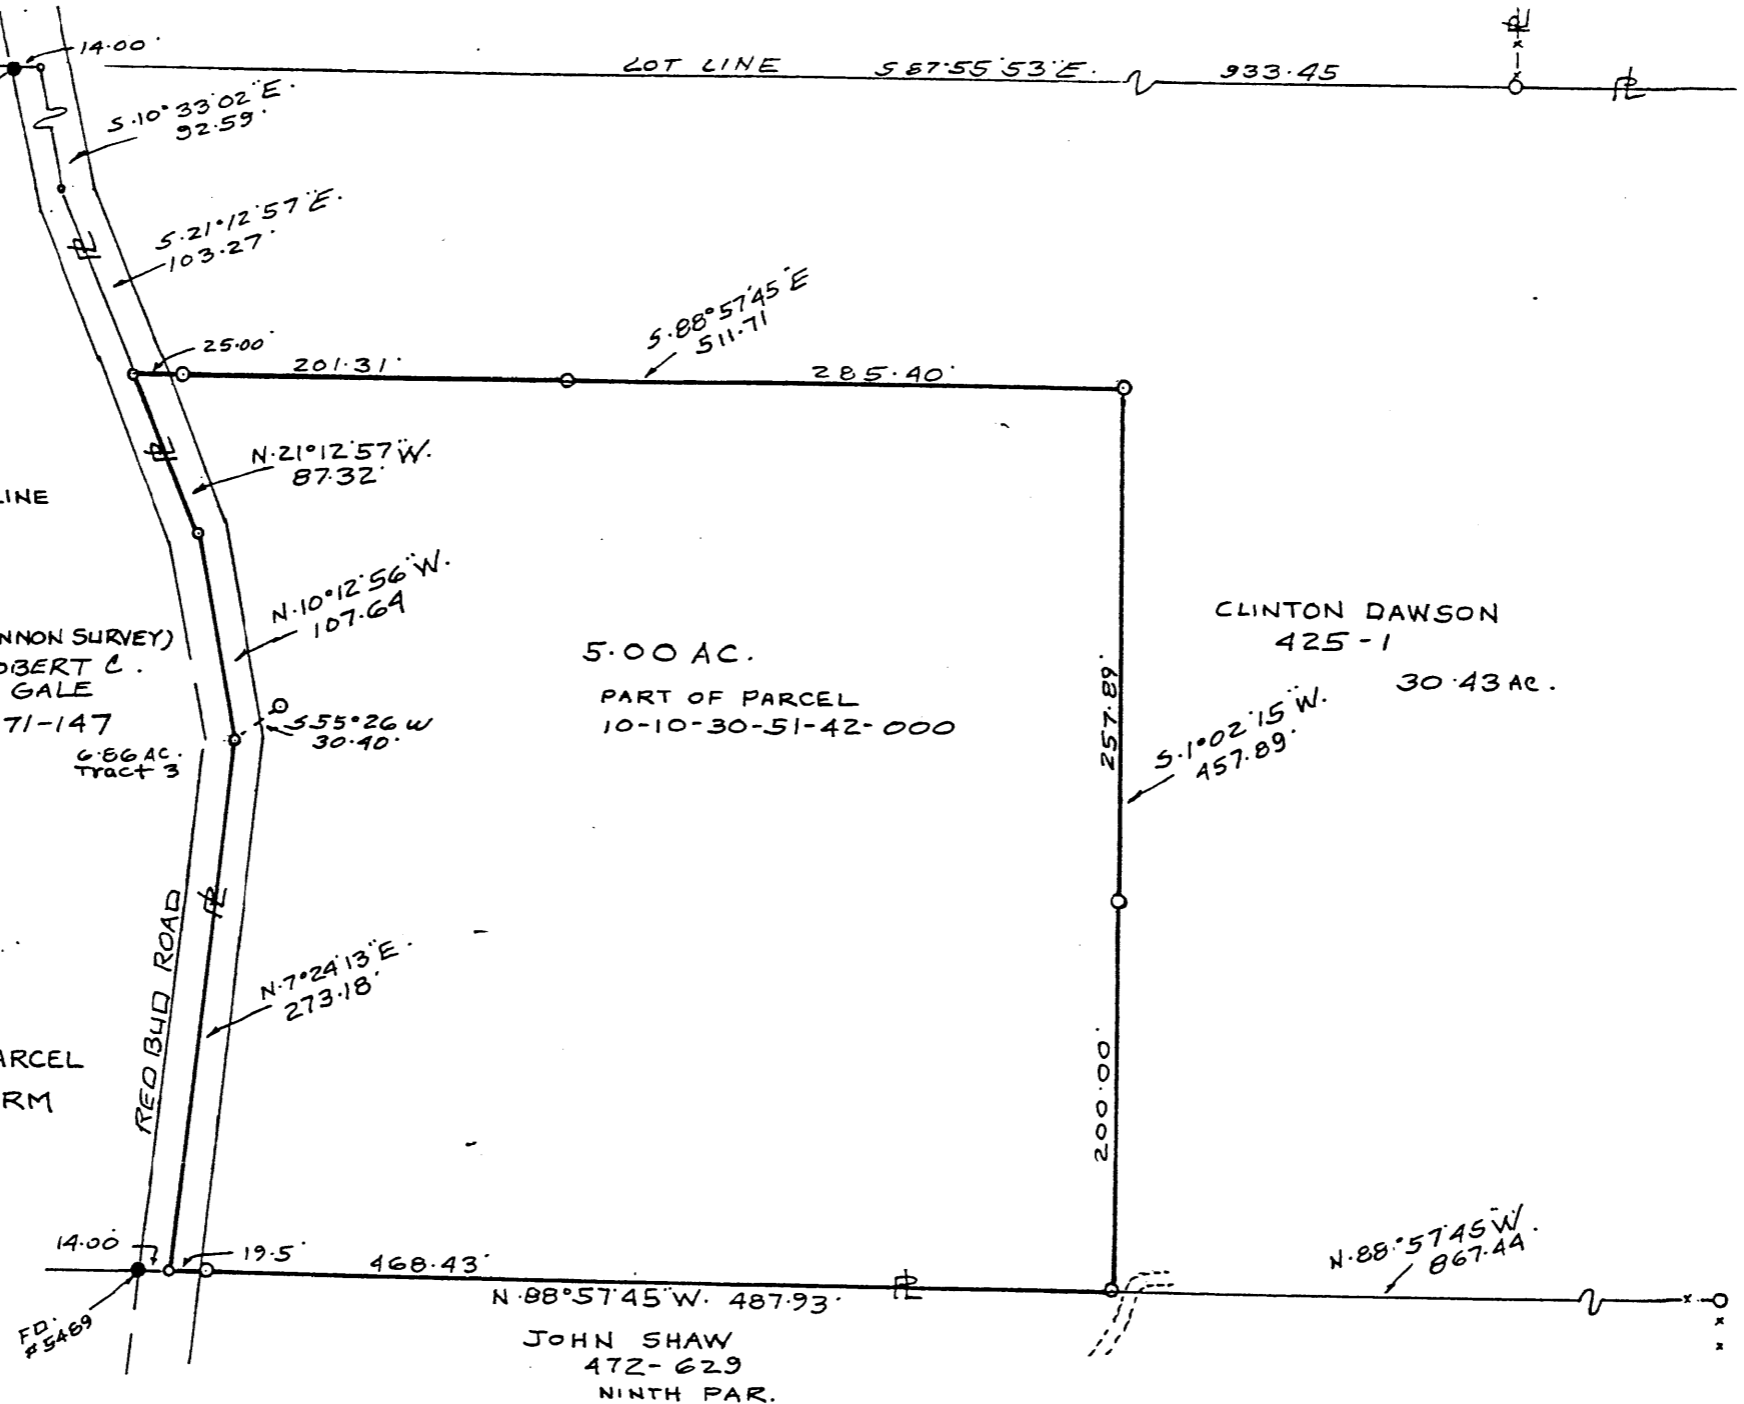 14.00'
LOT LINE S 87°55'53"E. 933.45
S.10°33'02"E.
92.59'
S.21°12'57"E.
103.27'
S.88°57'45"E
511.71
25.00'
201.31'
285.40'
N.21°12'57"W.
87.32'
LINE
N.10°12'56"W.
107.64
NNON SURVEY)
OBERT C.
GALE
71-147
6.86 AC.
Tract 3
S55°26'W
30.40'
5.00 AC.
PART OF PARCEL
10-10-30-51-42-000
CLINTON DAWSON
425-1
30.43 AC.
257.89'
S.1°02'15"W.
457.89'
RED BUD ROAD
N.7°24'13"E.
273.18'
ARCEL
RM
200.00'
14.00'
19.5'
468.43'
N.88°57'45"W. 487.93'
N.88°57'45"W.
867.44
FD.
#5489
JOHN SHAW
472-629
NINTH PAR.